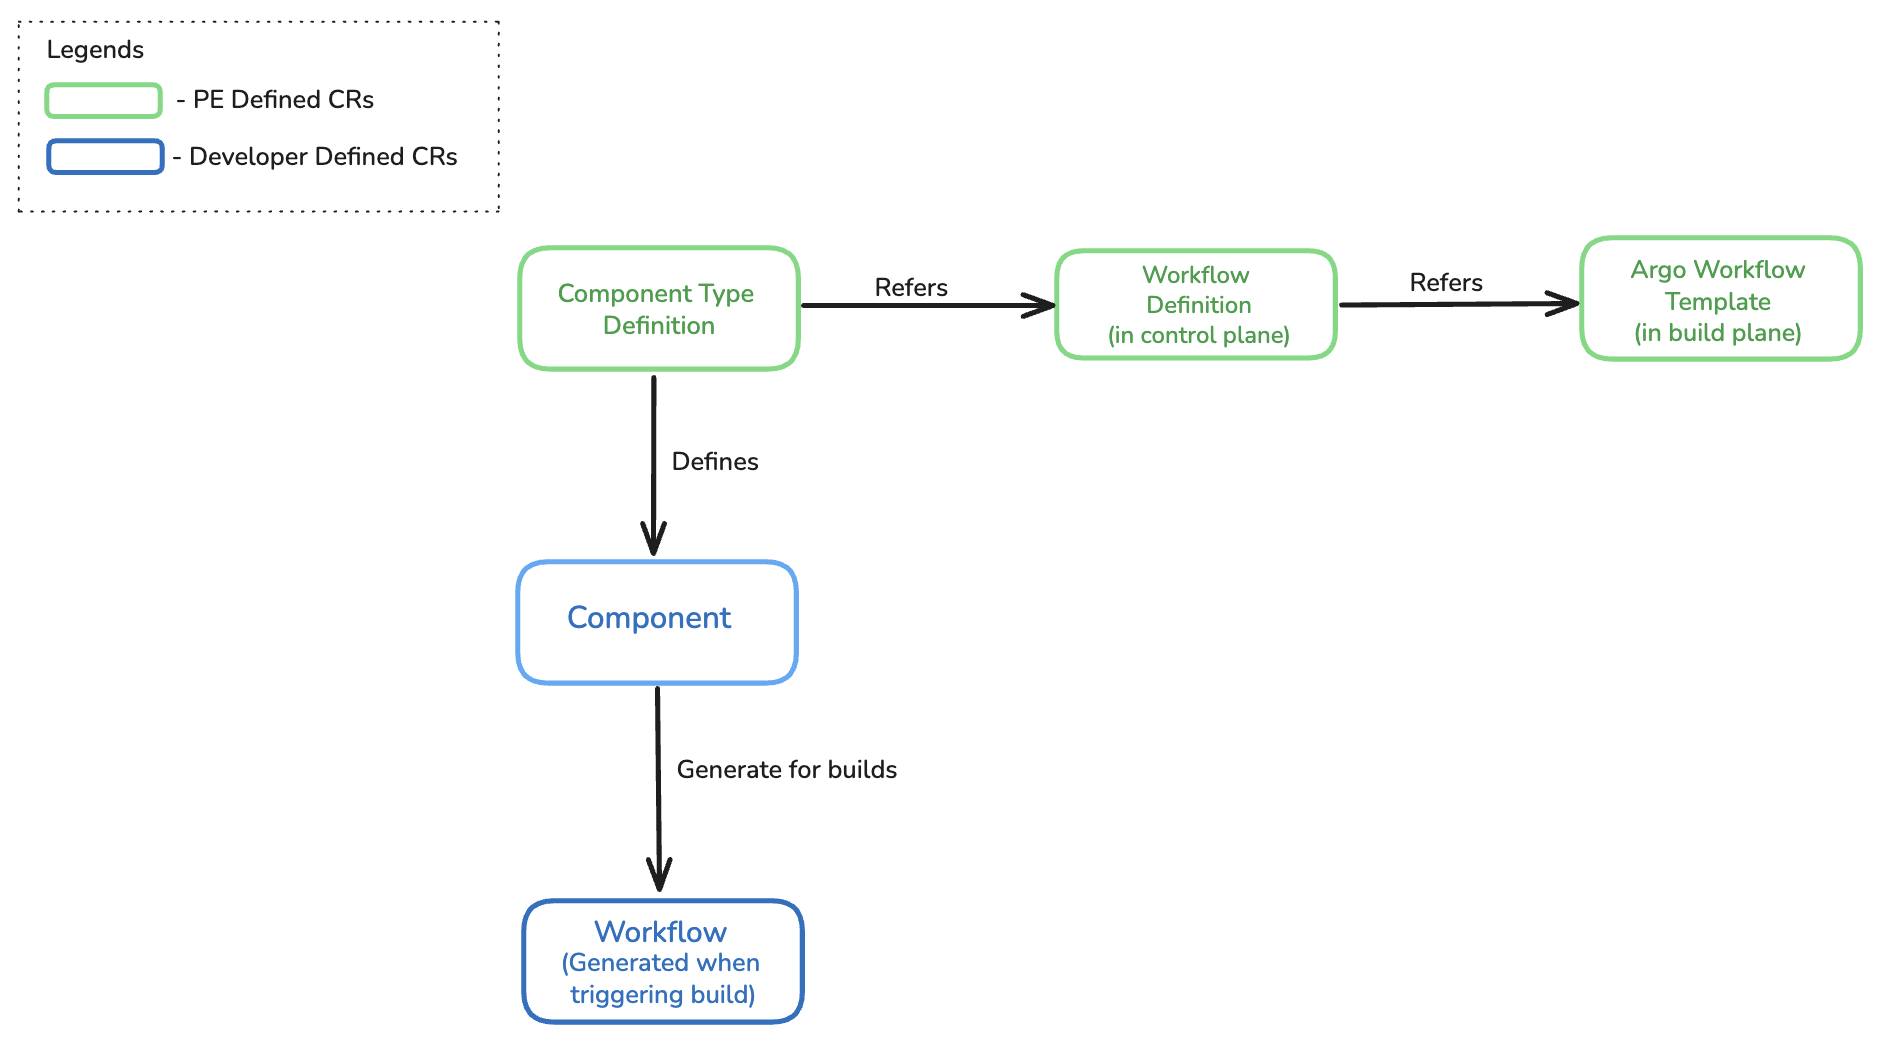 Legends
- PE Defined CRs
- Developer Defined CRs
Component Type
Definition
Refers
Workflow
Definition
(in control plane)
Refers
Argo Workflow
Template
(in build plane)
Defines
Component
Generate for builds
Workflow
(Generated when
triggering build)